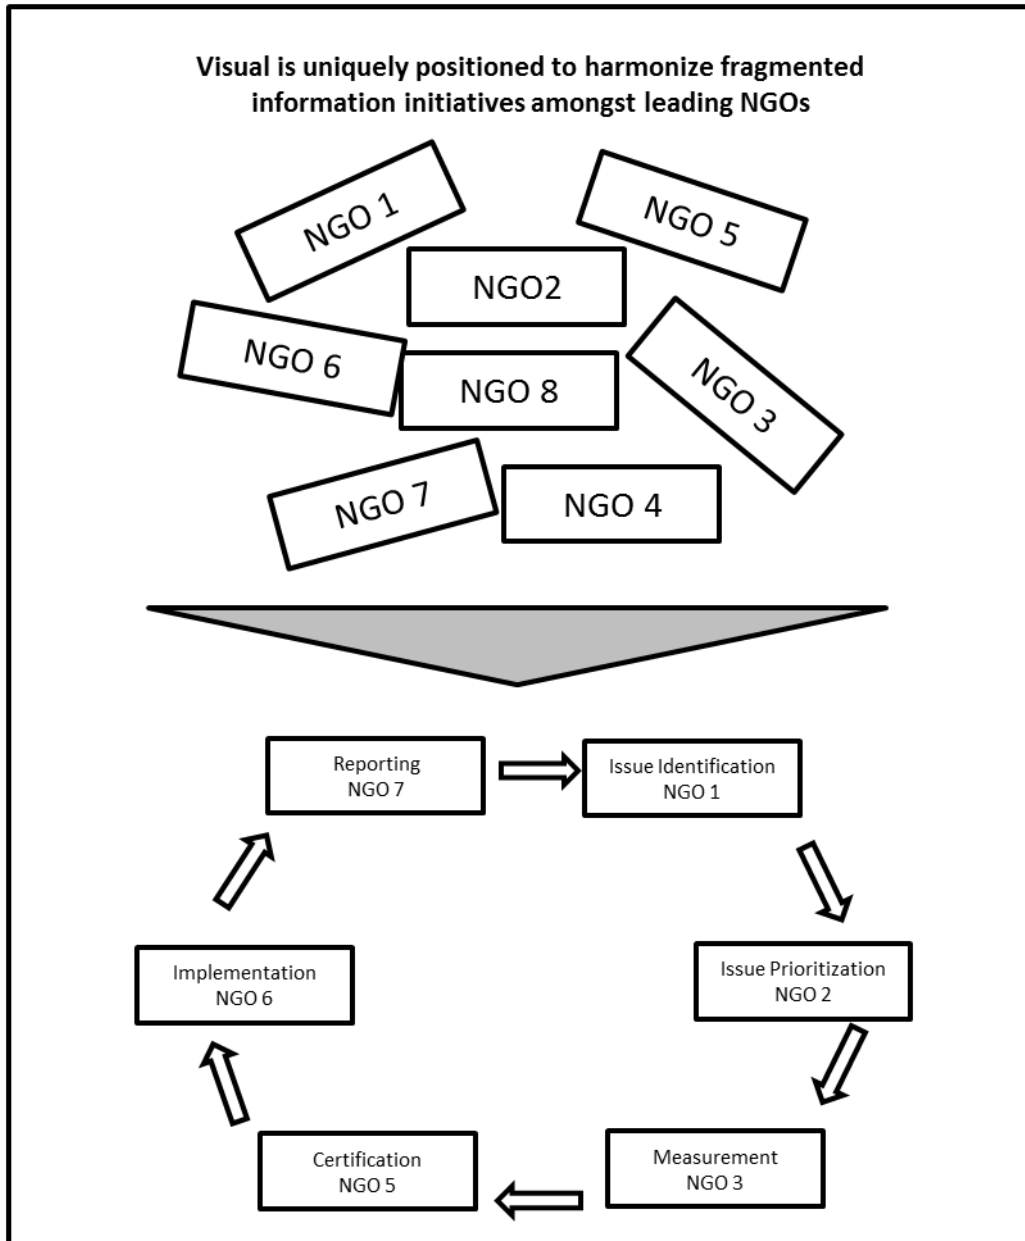 Visual is uniquely positioned to harmonize fragmented
information initiatives amongst leading NGOs
NGO 1
NGO 5
NGO2
NGO 6
NGO 8
NGO 3
NGO 7
NGO 4
Reporting
NGO 7
Issue Identification
NGO 1
Implementation
NGO 6
Issue Prioritization
NGO 2
Certification
NGO 5
Measurement
NGO 3